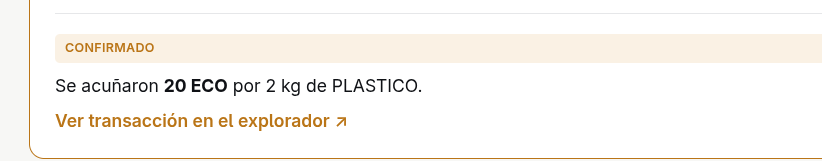 CONFIRMADO
Se acuñaron 20 ECO por 2 kg de PLASTICO.
Ver transacción en el explorador ↗